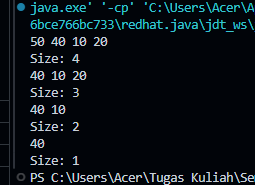 java.exe' '-cp' 'C:\Users\Acer\A
6bce766bc733\redhat.java\jdt_ws\
50 40 10 20
Size: 4
40 10 20
Size: 3
40 10
Size: 2
40
Size: 1
PS C:\Users\Acer\Tugas Kuliah\Se